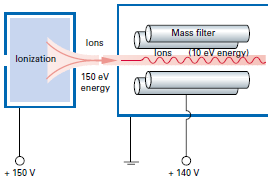 Mass filter
Ions
Ions (10 eV energy)
Ionization
150 eV
energy
+ 150 V
+ 140 V